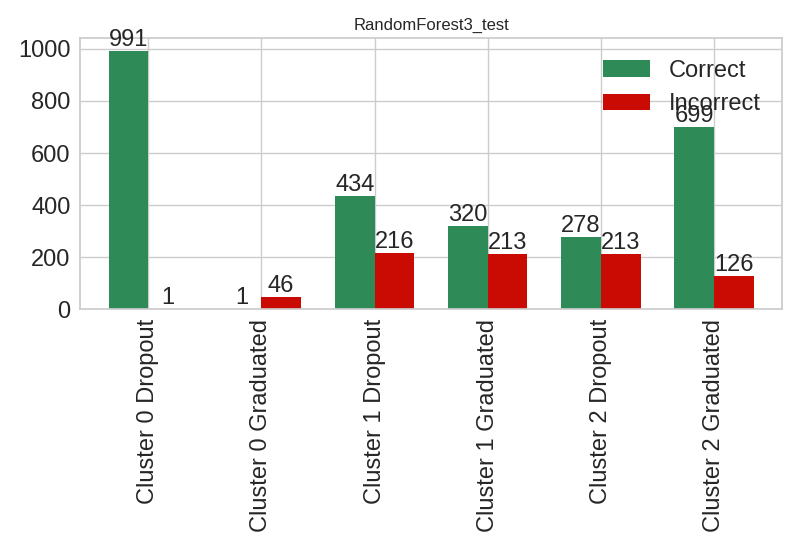 RandomForest3_test
1000
800
600
400
200
0
991
1
1
46
434
216
320
213
278
213
699
126
Correct
Incorrect
Cluster 0 Dropout
Cluster 0 Graduated
Cluster 1 Dropout
Cluster 1 Graduated
Cluster 2 Dropout
Cluster 2 Graduated